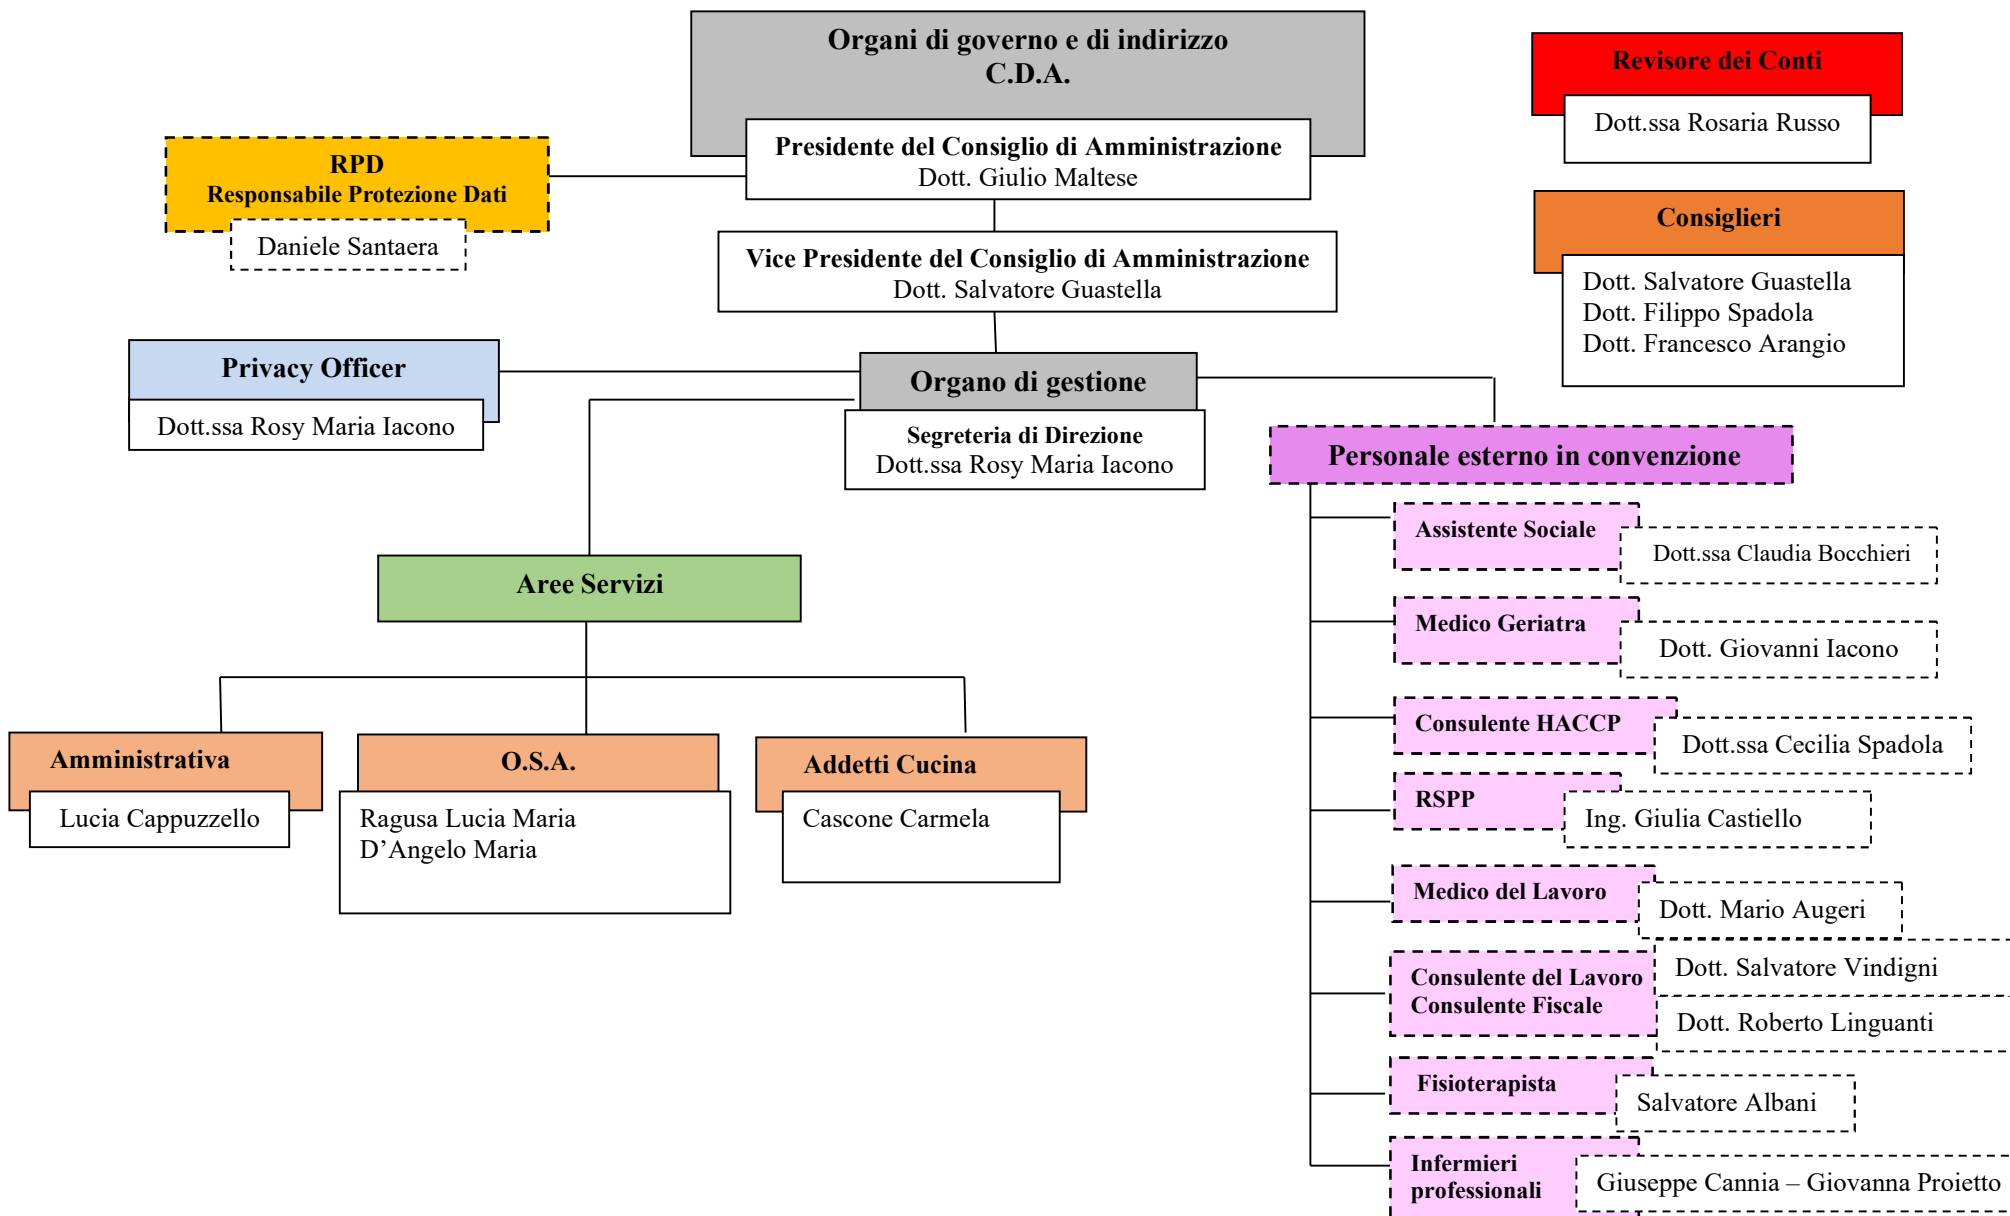 Organi di governo e di indirizzo
C.D.A.
Presidente del Consiglio di Amministrazione
Dott. Giulio Maltese
Revisore dei Conti
Dott.ssa Rosaria Russo
RPD
Responsabile Protezione Dati
Daniele Santaera
Vice Presidente del Consiglio di Amministrazione
Dott. Salvatore Guastella
Consiglieri
Dott. Salvatore Guastella
Dott. Filippo Spadola
Dott. Francesco Arangio
Privacy Officer
Dott.ssa Rosy Maria Iacono
Organo di gestione
Segreteria di Direzione
Dott.ssa Rosy Maria Iacono
Aree Servizi
Amministrativa
Lucia Cappuzzello
O.S.A.
Ragusa Lucia Maria
D’Angelo Maria
Addetti Cucina
Cascone Carmela
Personale esterno in convenzione
Assistente Sociale
Dott.ssa Claudia Bocchieri
Medico Geriatra
Dott. Giovanni Iacono
Consulente HACCP
Dott.ssa Cecilia Spadola
RSPP
Ing. Giulia Castiello
Medico del Lavoro
Dott. Mario Augeri
Consulente del Lavoro
Consulente Fiscale
Dott. Salvatore Vindigni
Dott. Roberto Linguanti
Fisioterapista
Salvatore Albani
Infermieri
professionali
Giuseppe Cannia – Giovanna Proietto